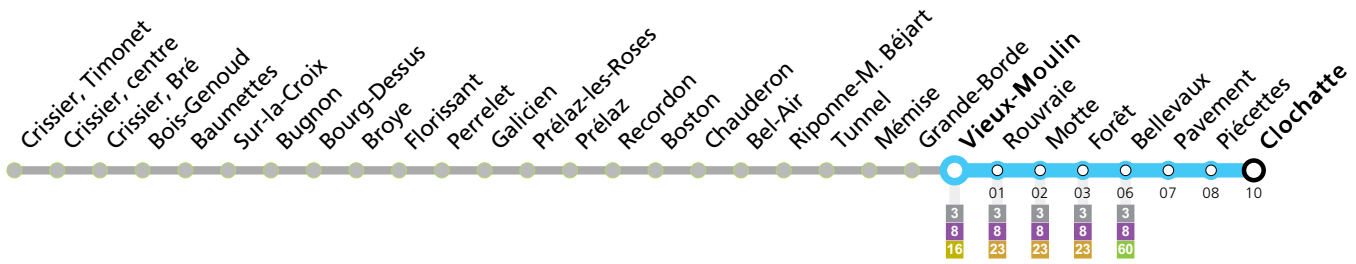 Crissier, Timonet
Crissier, centre
Crissier, Bré
Bois-Genoud
Baumettes
Sur-la-Croix
Bugnon
Bourg-Dessus
Broye
Florissant
Perrelet
Galicien
Prélaz-les-Roses
Prélaz
Recordon
Boston
Chauderon
Bel-Air
Riponne-M. Béjart
Tunnel
Mémise
Grande-Borde
Vieux-Moulin
Rouvraie
Motte
Forêt
Bellevaux
Pavement
Piécettes
Clochatte
01 02 03 06 07 08 10
3 3 3 3 3
8 8 8 8 8
16 23 23 23 60